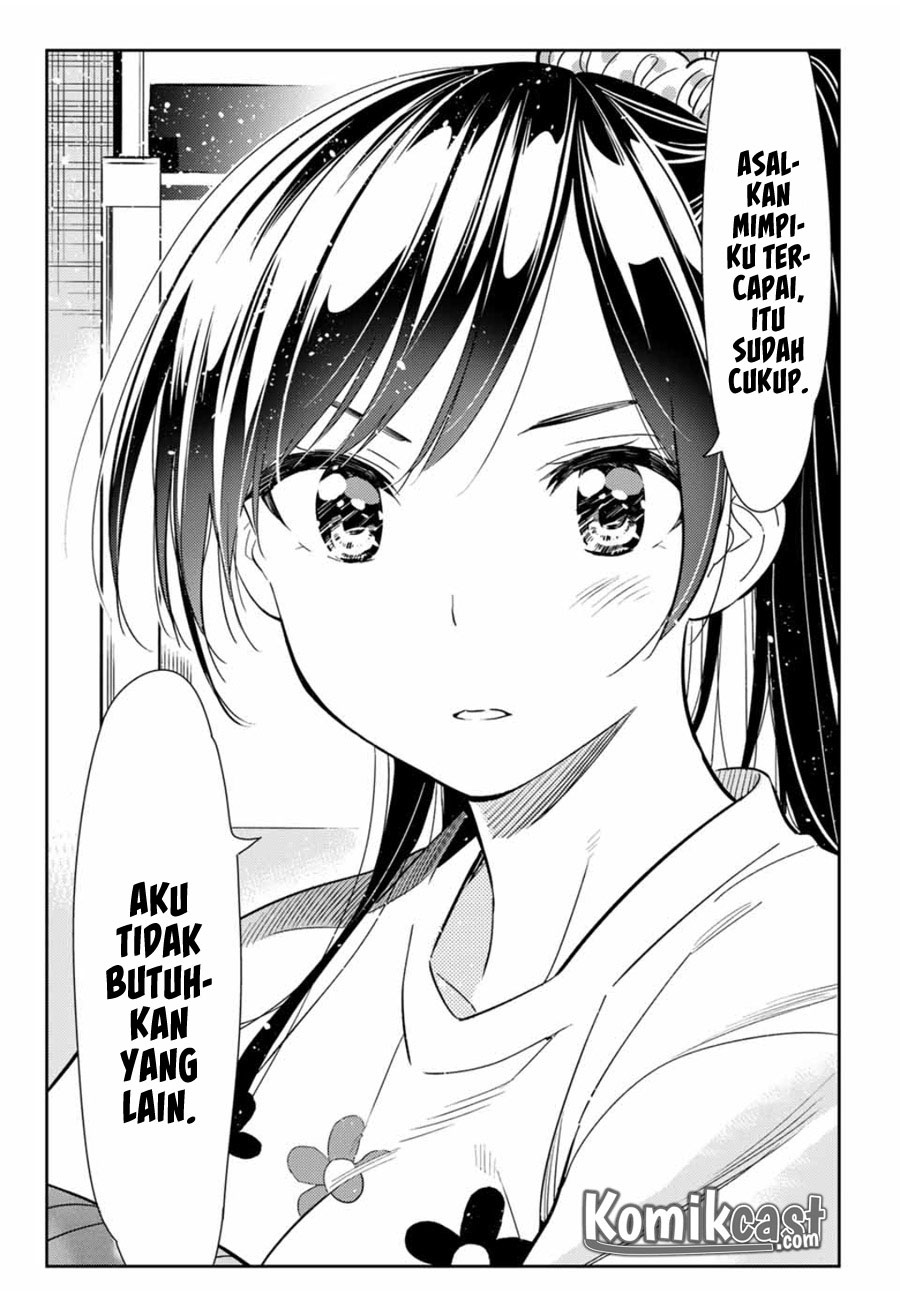 ASAL-
KAN
MIMPI-
KU TER-
CAPAI,
ITU
SUDAH
CUKUP.
AKU
TIDAK
BUTUH-
KAN
YANG
LAIN.
Komikcast
.com